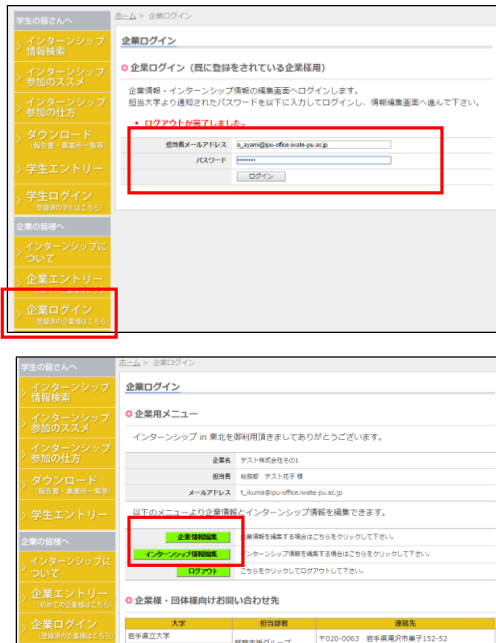 学生の皆さんへ
インターンシップ
情報検索
インターンシップ
参加のススメ
インターンシップ
参加の仕方
ダウンロード
(報告書・事業所一覧等)
学生エントリー
学生ログイン
(登録済の学生はこちら)
企業の皆様へ
インターンシップに
ついて
企業エントリー
企業ログイン
(登録済の企業様はこちら)
ホーム » 企業ログイン
企業ログイン
企業ログイン（既に登録をされている企業様用）
企業情報・インターンシップ情報の編集画面へログインします。
担当大学より通知されたパスワードを以下に入力してログインし、情報編集画面へ進んで下さい。
• ログアウトが完了しました。
担当者メールアドレス s_ayami@ipu-office.iwate-pu.ac.jp
パスワード ••••••••
ログイン
学生の皆さんへ
インターンシップ
情報検索
インターンシップ
参加のススメ
インターンシップ
参加の仕方
ダウンロード
(報告書・事業所一覧等)
学生エントリー
企業の皆様へ
インターンシップに
ついて
企業エントリー
(初めての企業様はこちら)
企業ログイン
(登録済の企業様はこちら)
ホーム » 企業ログイン
企業ログイン
企業用メニュー
インターンシップ in 東北を御利用頂きましてありがとうございます。
企業名 テスト株式会社その1
担当者 総務部 テスト花子 様
メールアドレス t_ikuma@ipu-office.iwate-pu.ac.jp
以下のメニューより企業情報とインターンシップ情報を編集できます。
企業情報編集 企業情報を編集する場合はこちらをクリックして下さい。
インターンシップ情報編集 インターンシップ情報を編集する場合はこちらをクリックして下さい。
ログアウト こちらをクリックしてログアウトして下さい。
企業様・団体様向けお問い合わせ先
大学 担当部署 連絡先
岩手県立大学 〒020-0063 岩手県滝沢市巣子152-52